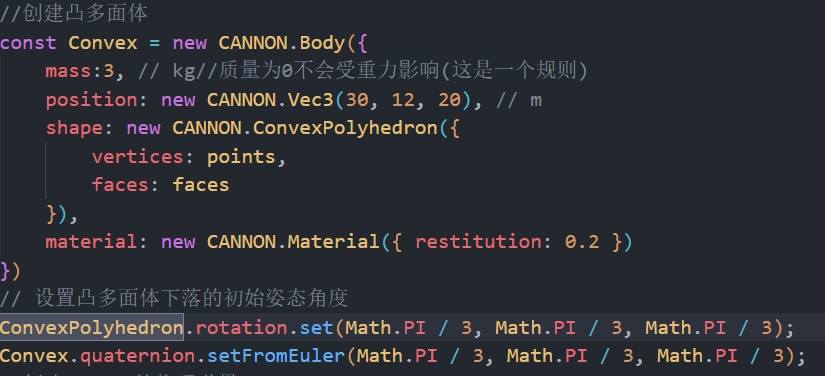 //创建凸多面体
const Convex = new CANNON.Body({
    mass:3, // kg//质量为0不会受重力影响(这是一个规则)
    position: new CANNON.Vec3(30, 12, 20), // m
    shape: new CANNON.ConvexPolyhedron({
        vertices: points,
        faces: faces
    }),
    material: new CANNON.Material({ restitution: 0.2 })
})
// 设置凸多面体下落的初始姿态角度
ConvexPolyhedron.rotation.set(Math.PI / 3, Math.PI / 3, Math.PI / 3);
Convex.quaternion.setFromEuler(Math.PI / 3, Math.PI / 3, Math.PI / 3);